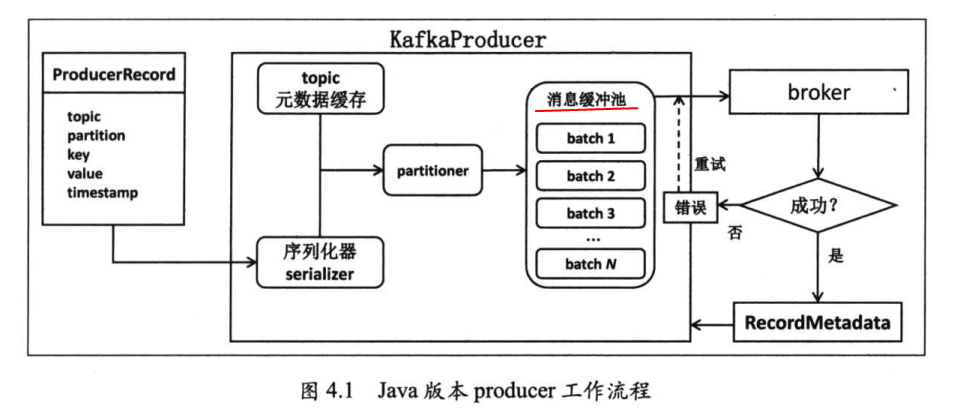 KafkaProducer
ProducerRecord
topic
partition
key
value
timestamp
topic
元数据缓存
序列化器
serializer
partitioner
消息缓冲池
batch 1
batch 2
batch 3
...
batch N
broker
重试
错误
否
成功？
是
RecordMetadata
图 4.1 Java 版本 producer 工作流程